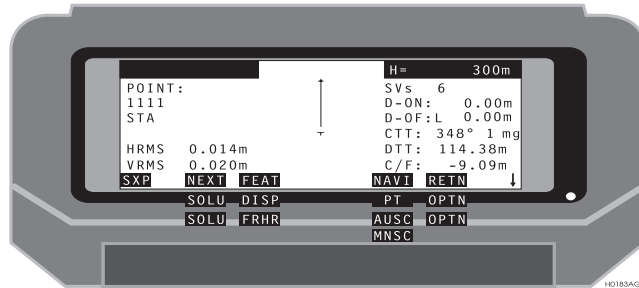 H= 300m
POINT: SVs 6
1111 D-ON: 0.00m
STA D-OF:L 0.00m
CTT: 348° 1 mg
HRMS 0.014m DTT: 114.38m
VRMS 0.020m C/F: -9.09m
SXP NEXT FEAT NAVI RETN
SOLU DISP PT OPTN
SOLU FRHR AUSC OPTN
MNSC
H0183AG